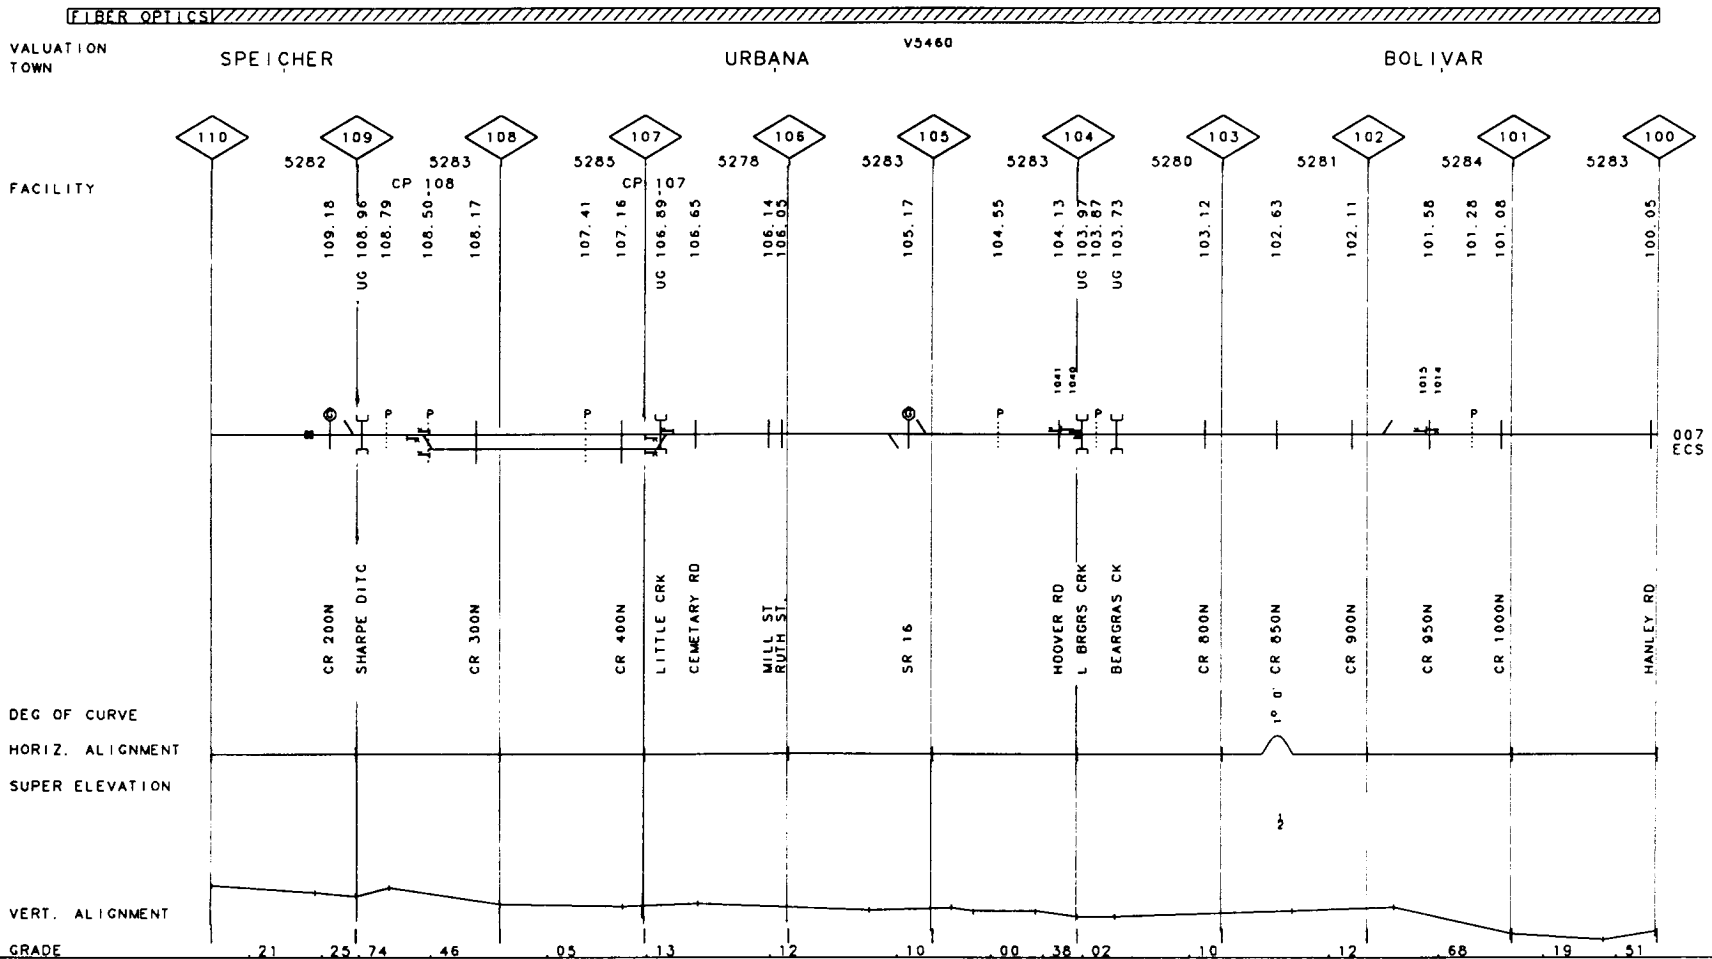 FIBER OPTICS
VALUATION V5460
TOWN SPEICHER URBANA BOLIVAR
110 109 108 107 106 105 104 103 102 101 100
5282 5283 5285 5278 5283 5283 5280 5281 5284 5283
FACILITY CP 108 CP 107
109.18
UG 108.96
108.79
108.50
108.17
107.41
107.16
UG 106.89
106.65
106.14
106.05
105.17
104.55
104.13
UG 103.97
103.87
UG 103.73
103.12
102.63
102.11
101.58
101.28
101.08
100.05
1041
1040
1015
1014
G P P P G P P P
007
ECS
CR 200N
SHARPE DITC
CR 300N
CR 400N
LITTLE CRK
CEMETARY RD
MILL ST
RUTH ST.
SR 16
HOOVER RD
L BRGRS CRK
BEARGRAS CK
CR 800N
CR 850N
CR 900N
CR 950N
CR 1000N
HANLEY RD
DEG OF CURVE 1° 0'
HORIZ. ALIGNMENT
SUPER ELEVATION
1/2
VERT. ALIGNMENT
GRADE .21 .25 .74 .46 .05 .13 .12 .10 .00 .38 .02 .10 .12 .68 .19 .51